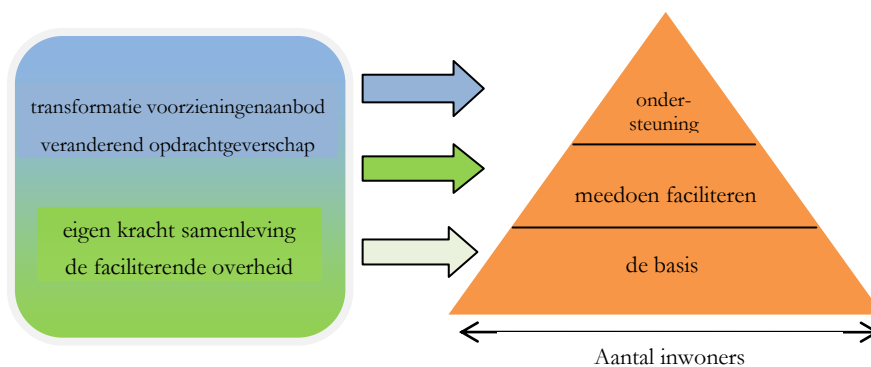 transformatie voorzieningenaanbod
veranderend opdrachtgeverschap
eigen kracht samenleving
de faciliterende overheid
onder-
steuning
meedoen faciliteren
de basis
Aantal inwoners